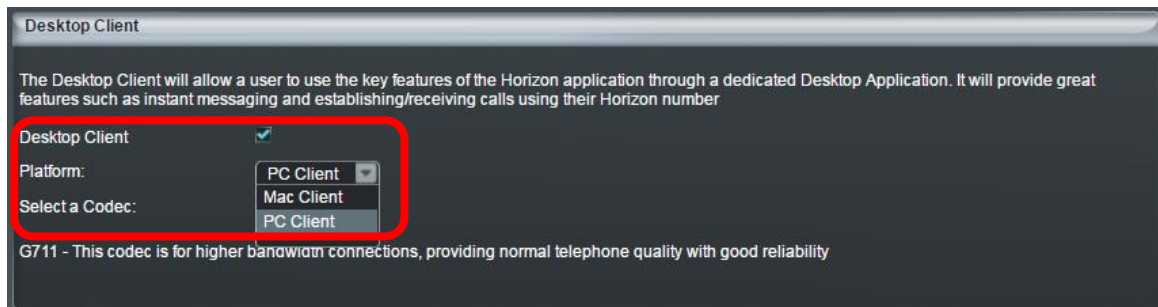 Desktop Client
The Desktop Client will allow a user to use the key features of the Horizon application through a dedicated Desktop Application. It will provide great
features such as instant messaging and establishing/receiving calls using their Horizon number
Desktop Client
Platform: PC Client
Mac Client
Select a Codec:
PC Client
G711 - This codec is for higher bandwidth connections, providing normal telephone quality with good reliability